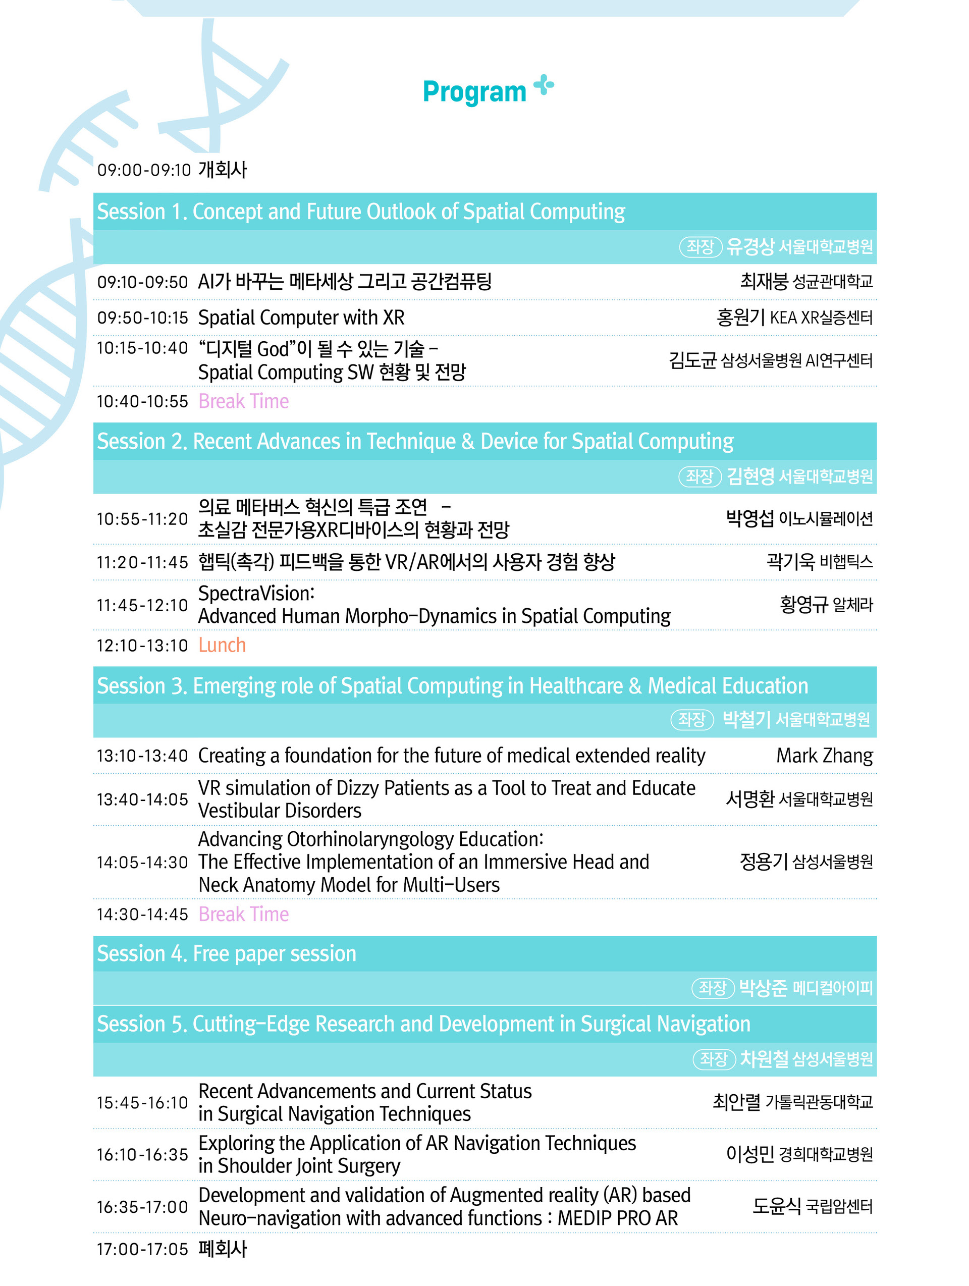 Program
09:00-09:10 개회사
Session 1. Concept and Future Outlook of Spatial Computing
좌장 유경상 서울대학교병원
09:10-09:50 AI가 바꾸는 메타세상 그리고 공간컴퓨팅 최재붕 성균관대학교
09:50-10:15 Spatial Computer with XR 홍원기 KEA XR실증센터
10:15-10:40 “디지털 God”이 될 수 있는 기술 –
Spatial Computing SW 현황 및 전망 김도균 삼성서울병원 AI연구센터
10:40-10:55 Break Time
Session 2. Recent Advances in Technique & Device for Spatial Computing
좌장 김현영 서울대학교병원
10:55-11:20 의료 메타버스 혁신의 특급 조연 –
초실감 전문가용XR디바이스의 현황과 전망 박영섭 이노시뮬레이션
11:20-11:45 햅틱(촉각) 피드백을 통한 VR/AR에서의 사용자 경험 향상 곽기욱 비햅틱스
11:45-12:10 SpectraVision:
Advanced Human Morpho-Dynamics in Spatial Computing 황영규 알체라
12:10-13:10 Lunch
Session 3. Emerging role of Spatial Computing in Healthcare & Medical Education
좌장 박철기 서울대학교병원
13:10-13:40 Creating a foundation for the future of medical extended reality Mark Zhang
13:40-14:05 VR simulation of Dizzy Patients as a Tool to Treat and Educate
Vestibular Disorders 서명환 서울대학교병원
14:05-14:30 Advancing Otorhinolaryngology Education:
The Effective Implementation of an Immersive Head and
Neck Anatomy Model for Multi-Users 정용기 삼성서울병원
14:30-14:45 Break Time
Session 4. Free paper session
좌장 박상준 메디컬아이피
Session 5. Cutting-Edge Research and Development in Surgical Navigation
좌장 차원철 삼성서울병원
15:45-16:10 Recent Advancements and Current Status
in Surgical Navigation Techniques 최안렬 가톨릭관동대학교
16:10-16:35 Exploring the Application of AR Navigation Techniques
in Shoulder Joint Surgery 이성민 경희대학교병원
16:35-17:00 Development and validation of Augmented reality (AR) based
Neuro-navigation with advanced functions : MEDIP PRO AR 도윤식 국립암센터
17:00-17:05 폐회사